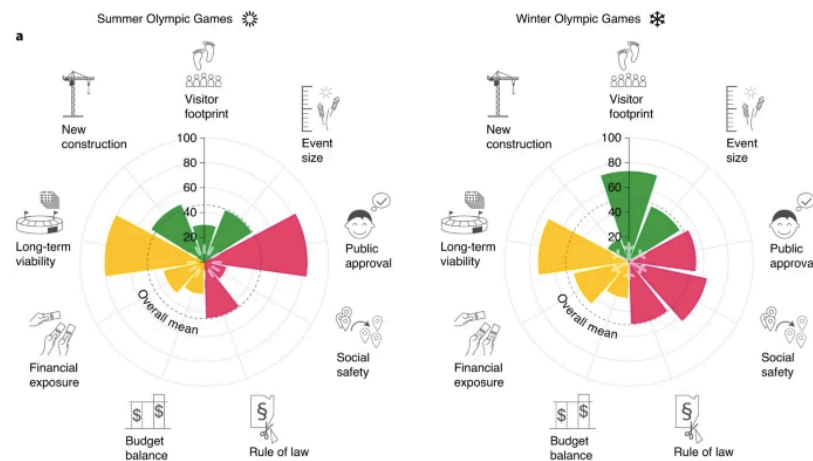 Summer Olympic Games
Winter Olympic Games
a
Visitor
footprint
New
construction
Event
size
100
80
60
40
20
Long-term
viability
Public
approval
Overall mean
Financial
exposure
Social
safety
$ $
§
Budget
balance
Rule of law
Visitor
footprint
New
construction
Event
size
100
80
60
40
20
Long-term
viability
Public
approval
Overall mean
Financial
exposure
Social
safety
$ $
§
Budget
balance
Rule of law